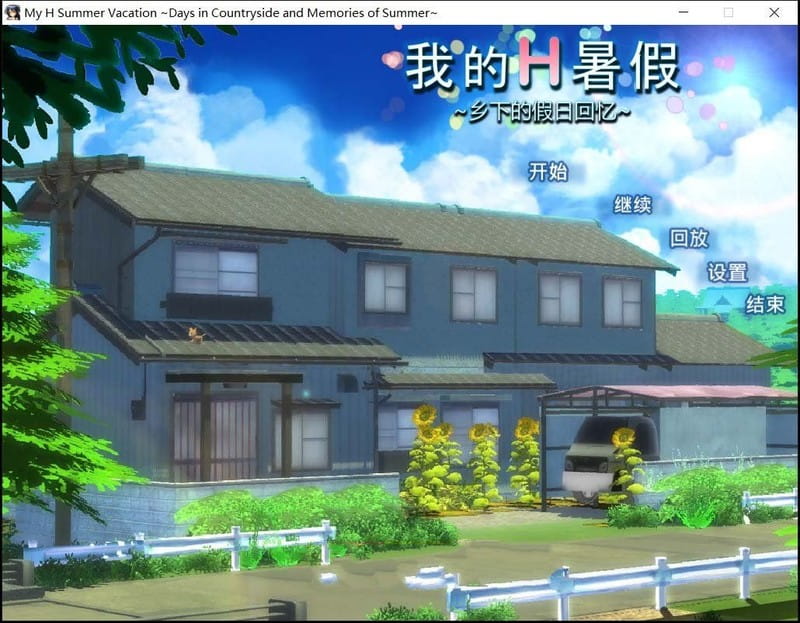 My H Summer Vacation ~Days in Countryside and Memories of Summer~
我的H暑假
~乡下的假日回忆~
开始
继续
回放
设置
结束